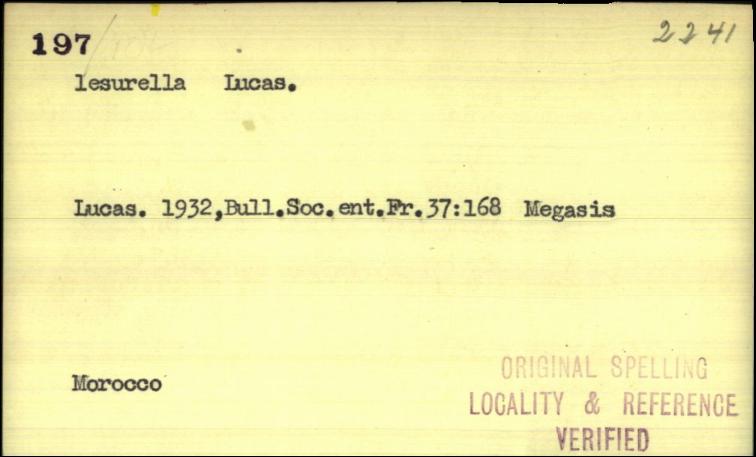 197
2241
lesurella Lucas.
Lucas. 1932,Bull.Soc.ent.Fr.37:168 Megasis
Morocco
ORIGINAL SPELLING
LOCALITY & REFERENCE
VERIFIED